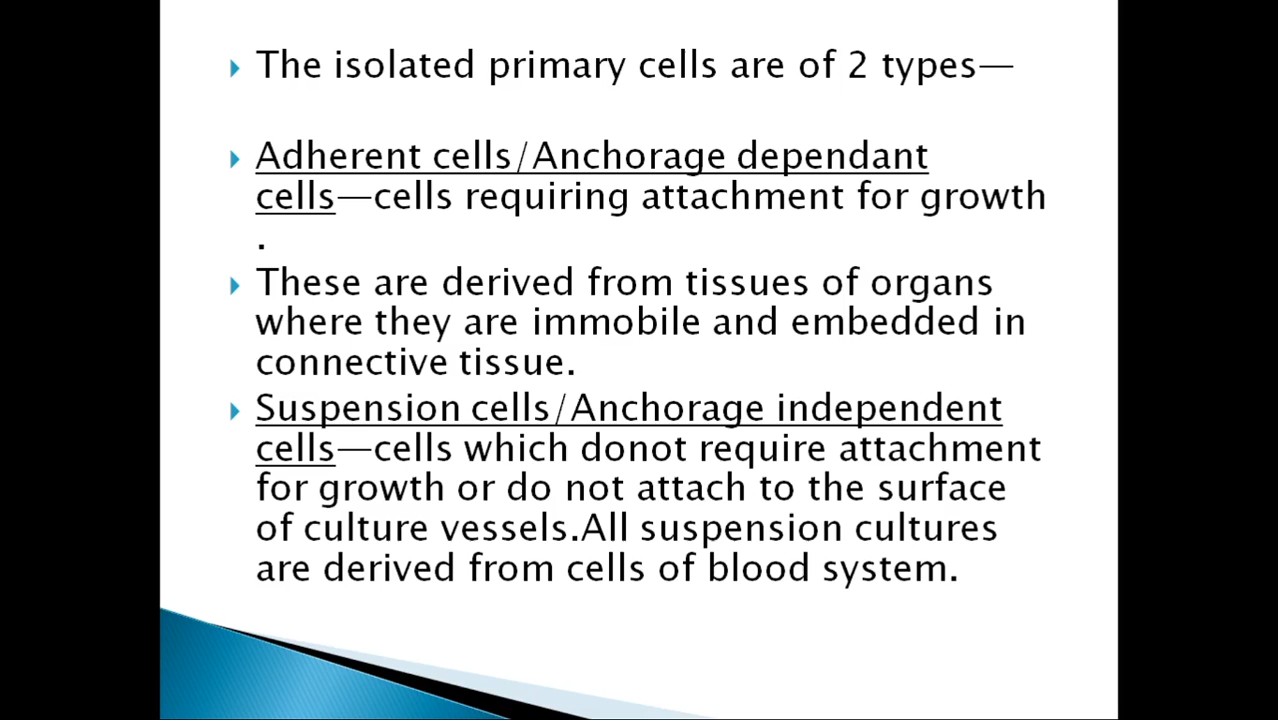 The isolated primary cells are of 2 types—
Adherent cells/Anchorage dependant
cells—cells requiring attachment for growth
.
These are derived from tissues of organs
where they are immobile and embedded in
connective tissue.
Suspension cells/Anchorage independent
cells—cells which donot require attachment
for growth or do not attach to the surface
of culture vessels.All suspension cultures
are derived from cells of blood system.